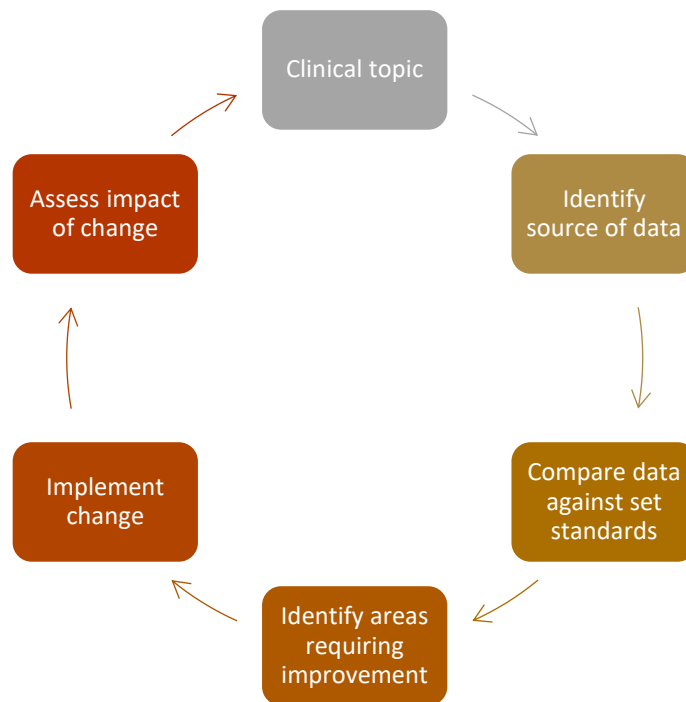 Clinical topic
Identify
source of data
Compare data
against set
standards
Identify areas
requiring
improvement
Implement
change
Assess impact
of change